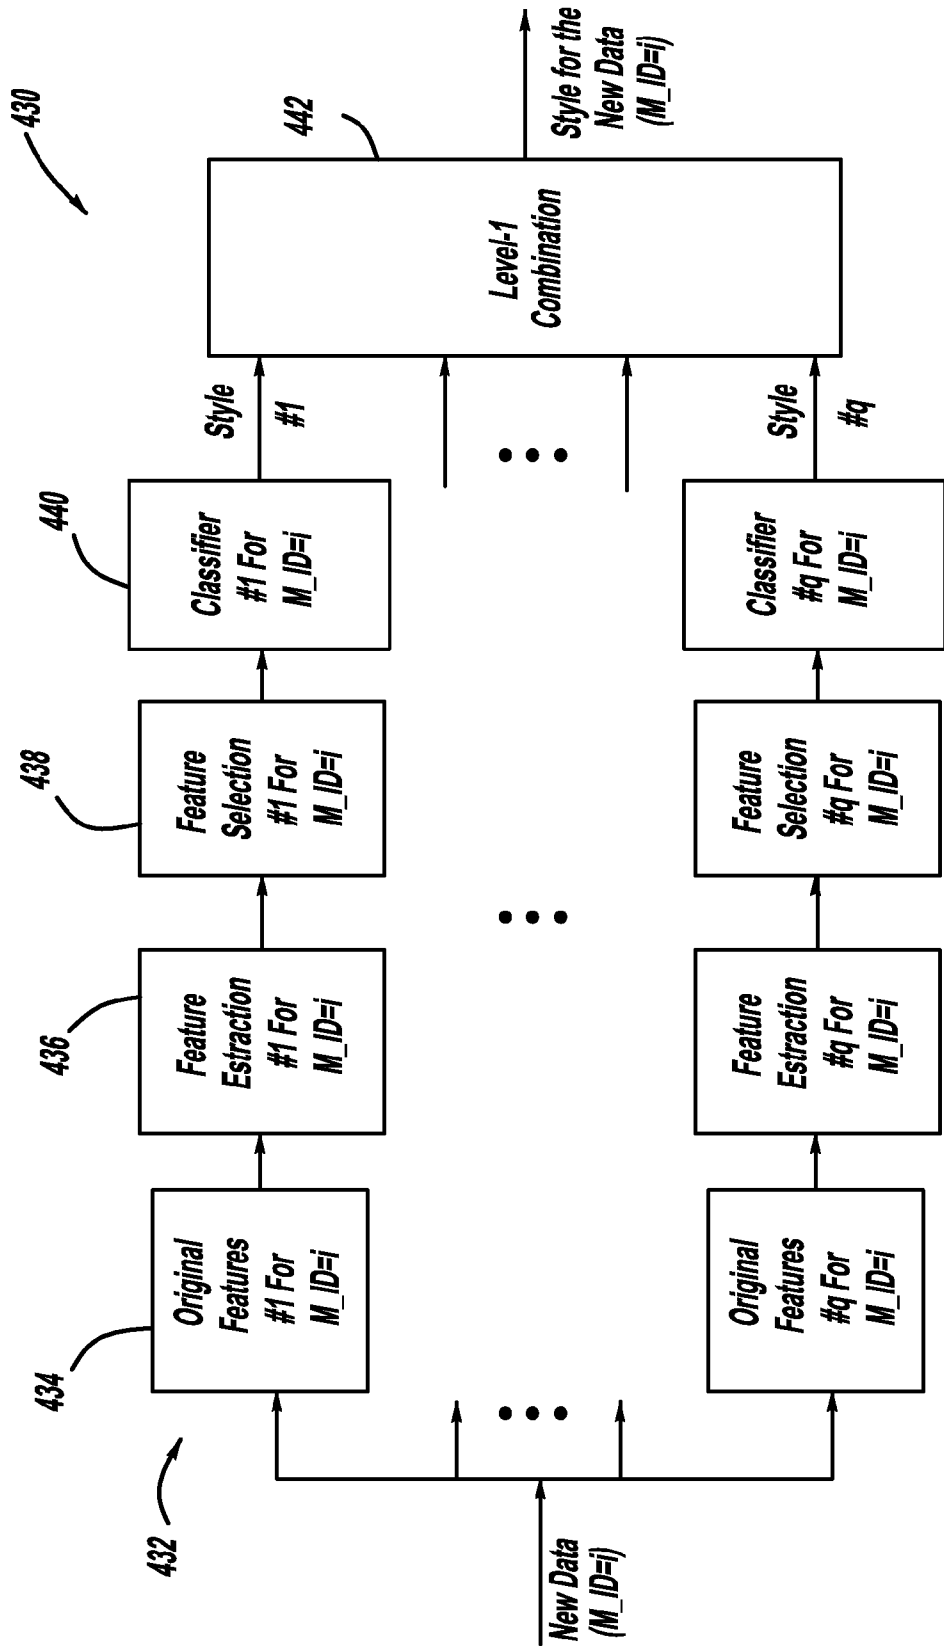 430
432
New Data
(M_ID=i)
434
Original
Features
#1 For
M_ID=i
436
Feature
Estraction
#1 For
M_ID=i
438
Feature
Selection
#1 For
M_ID=i
440
Classifier
#1 For
M_ID=i
Style
#1
Original
Features
#q For
M_ID=i
Feature
Estraction
#q For
M_ID=i
Feature
Selection
#q For
M_ID=i
Classifier
#q For
M_ID=i
Style
#q
442
Level-1
Combination
Style for the
New Data
(M_ID=i)